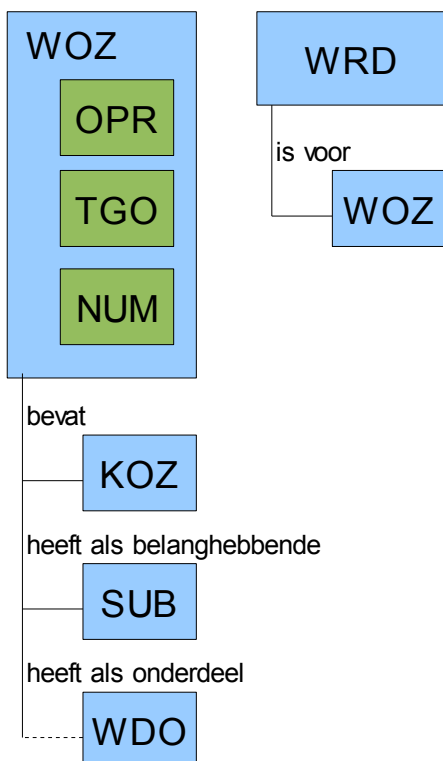 WOZ
OPR
TGO
NUM
bevat
KOZ
heeft als belanghebbende
SUB
heeft als onderdeel
WDO
WRD
is voor
WOZ